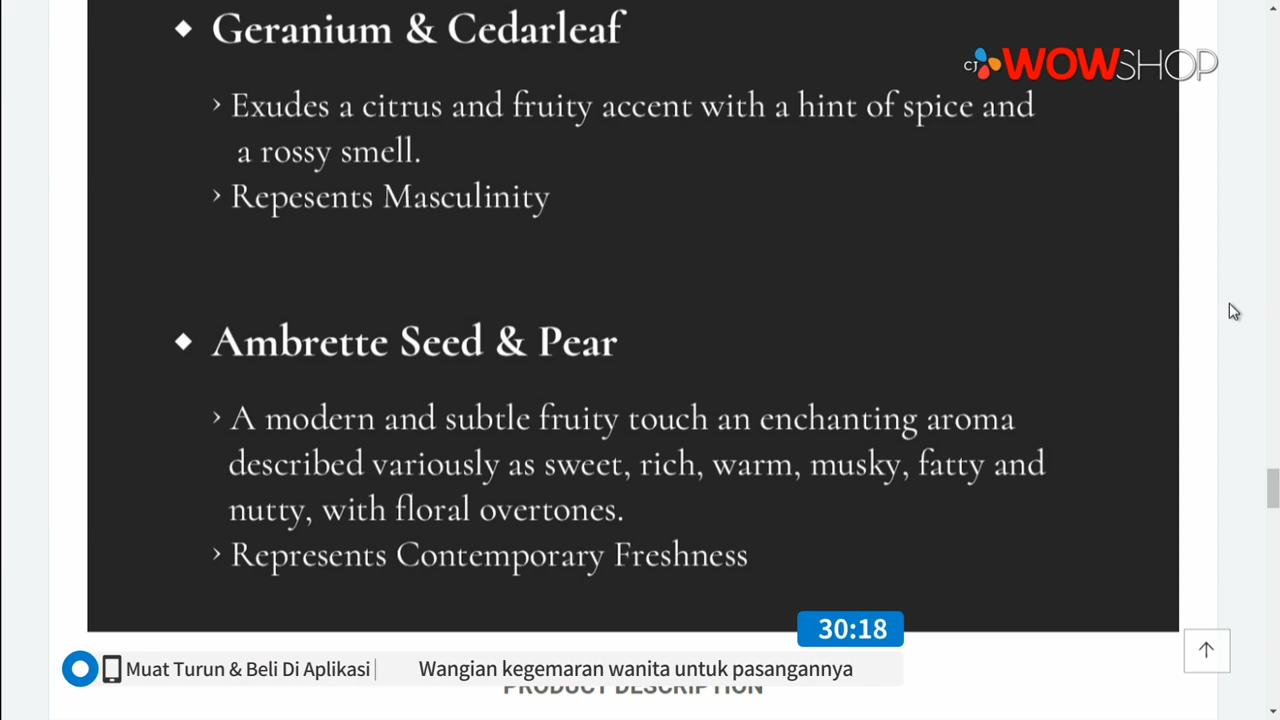 Geranium & Cedarleaf
CJ WOWSHOP
Exudes a citrus and fruity accent with a hint of spice and
a rossy smell.
Repesents Masculinity
Ambrette Seed & Pear
A modern and subtle fruity touch an enchanting aroma
described variously as sweet, rich, warm, musky, fatty and
nutty, with floral overtones.
Represents Contemporary Freshness
30:18
Muat Turun & Beli Di Aplikasi | Wangian kegemaran wanita untuk pasangannya
PRODUCT DESCRIPTION